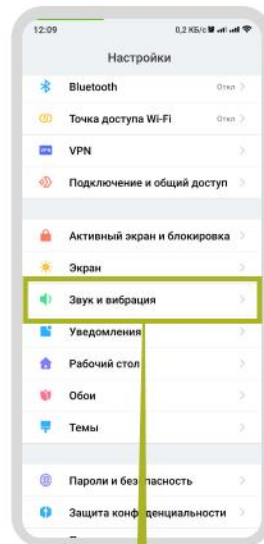 12:09 0,2 КБ/с
Настройки
Bluetooth Откл
Точка доступа Wi-Fi Откл
VPN VPN
Подключение и общий доступ
Активный экран и блокировка
Экран
Звук и вибрация
Уведомления
Рабочий стол
Обои
Темы
Пароли и безопасность
Защита конфиденциальности